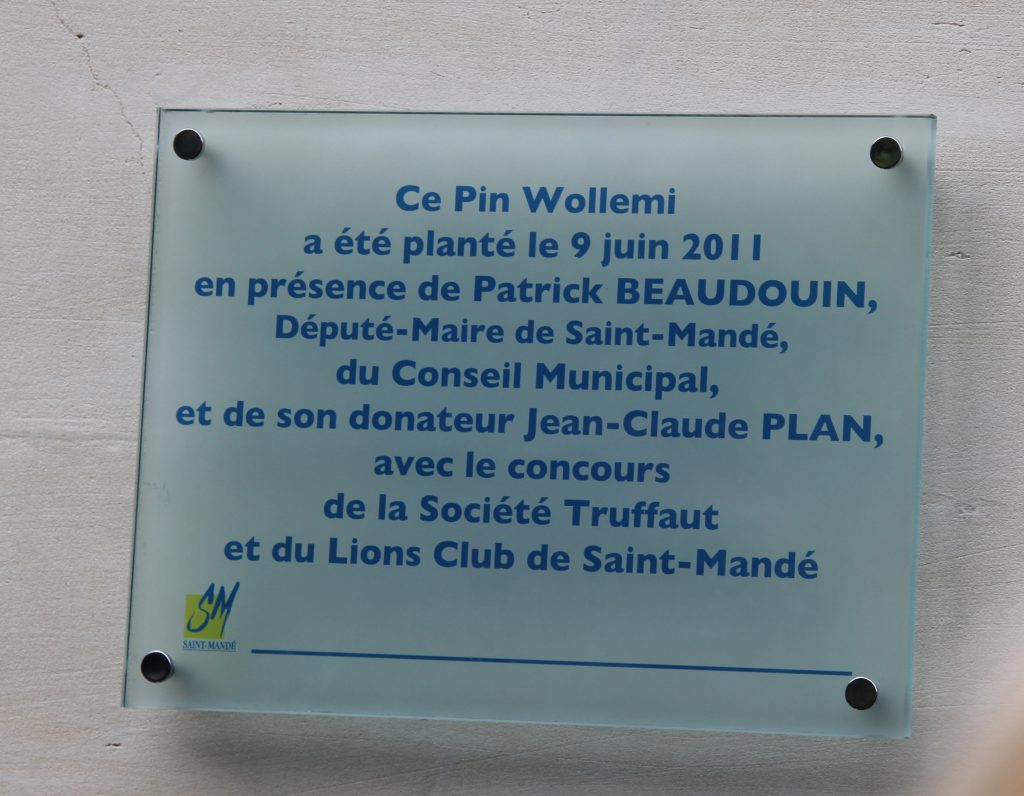 Ce Pin Wollemi
a été planté le 9 juin 2011
en présence de Patrick BEAUDOUIN,
Député-Maire de Saint-Mandé,
du Conseil Municipal,
et de son donateur Jean-Claude PLAN,
avec le concours
de la Société Truffaut
et du Lions Club de Saint-Mandé
SM
SAINT-MANDÉ